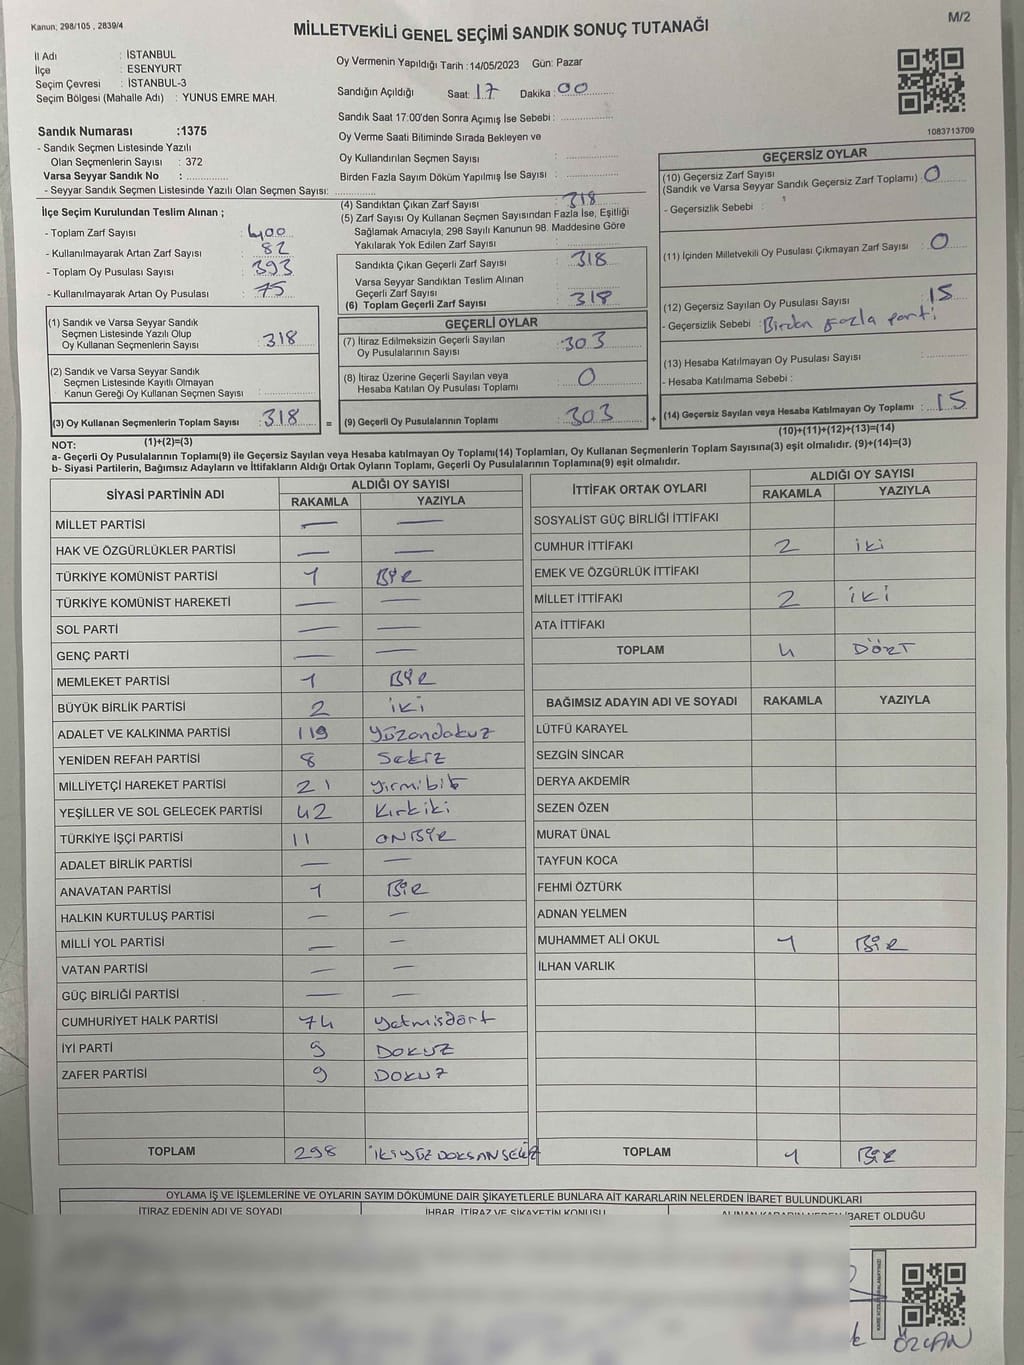 Kanun; 298/105 , 2839/4
MİLLETVEKİLİ GENEL SEÇİMİ SANDIK SONUÇ TUTANAĞI
M/2
İl Adı : İSTANBUL
İlçe : ESENYURT
Seçim Çevresi : İSTANBUL-3
Seçim Bölgesi (Mahalle Adı) : YUNUS EMRE MAH.
Oy Vermenin Yapıldığı Tarih :14/05/2023 Gün: Pazar
Sandığın Açıldığı Saat: 17 Dakika: 00
Sandık Saat 17:00'den Sonra Açımış İse Sebebi :
Oy Verme Saati Bitiminde Sırada Bekleyen ve
Oy Kullandırılan Seçmen Sayısı :
Birden Fazla Sayım Döküm Yapılmış İse Sayısı :
1083713709
Sandık Numarası :1375
- Sandık Seçmen Listesinde Yazılı
Olan Seçmenlerin Sayısı : 372
Varsa Seyyar Sandık No :
- Seyyar Sandık Seçmen Listesinde Yazılı Olan Seçmen Sayısı:
İlçe Seçim Kurulundan Teslim Alınan ;
- Toplam Zarf Sayısı : 400
- Kullanılmayarak Artan Zarf Sayısı : 82
- Toplam Oy Pusulası Sayısı : 393
- Kullanılmayarak Artan Oy Pusulası : 75
(4) Sandıktan Çıkan Zarf Sayısı : 318
(5) Zarf Sayısı Oy Kullanan Seçmen Sayısından Fazla İse, Eşitliği
Sağlamak Amacıyla, 298 Sayılı Kanunun 98. Maddesine Göre
Yakılarak Yok Edilen Zarf Sayısı :
Sandıkta Çıkan Geçerli Zarf Sayısı : 318
Varsa Seyyar Sandıktan Teslim Alınan
Geçerli Zarf Sayısı :
(6) Toplam Geçerli Zarf Sayısı : 318
GEÇERSİZ OYLAR
(10) Geçersiz Zarf Sayısı
(Sandık ve Varsa Seyyar Sandık Geçersiz Zarf Toplamı) : 0
- Geçersizlik Sebebi :
(11) İçinden Milletvekili Oy Pusulası Çıkmayan Zarf Sayısı : 0
(12) Geçersiz Sayılan Oy Pusulası Sayısı : 15
- Geçersizlik Sebebi : Birden fazla parti
(13) Hesaba Katılmayan Oy Pusulası Sayısı :
- Hesaba Katılmama Sebebi :
(14) Geçersiz Sayılan veya Hesaba Katılmayan Oy Toplamı : 15
(10)+(11)+(12)+(13)=(14)
(1) Sandık ve Varsa Seyyar Sandık
Seçmen Listesinde Yazılı Olup
Oy Kullanan Seçmenlerin Sayısı : 318
(2) Sandık ve Varsa Seyyar Sandık
Seçmen Listesinde Kayıtlı Olmayan
Kanun Gereği Oy Kullanan Seçmen Sayısı :
(3) Oy Kullanan Seçmenlerin Toplam Sayısı : 318 =
(1)+(2)=(3)
GEÇERLİ OYLAR
(7) İtiraz Edilmeksizin Geçerli Sayılan
Oy Pusulalarının Sayısı : 303
(8) İtiraz Üzerine Geçerli Sayılan veya
Hesaba Katılan Oy Pusulası Toplamı : 0
(9) Geçerli Oy Pusulalarının Toplamı : 303 +
NOT:
a- Geçerli Oy Pusulalarının Toplamı(9) ile Geçersiz Sayılan veya Hesaba katılmayan Oy Toplamı(14) Toplamları, Oy Kullanan Seçmenlerin Toplam Sayısına(3) eşit olmalıdır. (9)+(14)=(3)
b- Siyasi Partilerin, Bağımsız Adayların ve İttifakların Aldığı Ortak Oyların Toplamı, Geçerli Oy Pusulalarının Toplamına(9) eşit olmalıdır.
SİYASİ PARTİNİN ADI ALDIĞI OY SAYISI
RAKAMLA YAZIYLA
MİLLET PARTİSİ — —
HAK VE ÖZGÜRLÜKLER PARTİSİ — —
TÜRKİYE KOMÜNİST PARTİSİ 1 BİR
TÜRKİYE KOMÜNİST HAREKETİ — —
SOL PARTİ — —
GENÇ PARTİ — —
MEMLEKET PARTİSİ 1 BİR
BÜYÜK BİRLİK PARTİSİ 2 iki
ADALET VE KALKINMA PARTİSİ 119 yüzondokuz
YENİDEN REFAH PARTİSİ 8 Sekiz
MİLLİYETÇİ HAREKET PARTİSİ 21 yirmibir
YEŞİLLER VE SOL GELECEK PARTİSİ 42 Kırkiki
TÜRKİYE İŞÇİ PARTİSİ 11 ONBİR
ADALET BİRLİK PARTİSİ — —
ANAVATAN PARTİSİ 1 BİR
HALKIN KURTULUŞ PARTİSİ — —
MİLLİ YOL PARTİSİ — —
VATAN PARTİSİ — —
GÜÇ BİRLİĞİ PARTİSİ — —
CUMHURİYET HALK PARTİSİ 74 yetmisdört
İYİ PARTİ 9 DOKUZ
ZAFER PARTİSİ 9 DOKUZ
TOPLAM 298 İKİYÜZ DOKSANSEKİZ
İTTİFAK ORTAK OYLARI ALDIĞI OY SAYISI
RAKAMLA YAZIYLA
SOSYALİST GÜÇ BİRLİĞİ İTTİFAKI
CUMHUR İTTİFAKI 2 iki
EMEK VE ÖZGÜRLÜK İTTİFAKI
MİLLET İTTİFAKI 2 iki
ATA İTTİFAKI
TOPLAM 4 DÖRT
BAĞIMSIZ ADAYIN ADI VE SOYADI RAKAMLA YAZIYLA
LÜTFÜ KARAYEL
SEZGİN SİNCAR
DERYA AKDEMİR
SEZEN ÖZEN
MURAT ÜNAL
TAYFUN KOCA
FEHMİ ÖZTÜRK
ADNAN YELMEN
MUHAMMET ALİ OKUL 1 BİR
İLHAN VARLIK
TOPLAM 1 BİR
OYLAMA İŞ VE İŞLEMLERİNE VE OYLARIN SAYIM DÖKÜMÜNE DAİR ŞİKAYETLERLE BUNLARA AİT KARARLARIN NELERDEN İBARET BULUNDUKLARI
İTİRAZ EDENİN ADI VE SOYADI İHBAR, İTİRAZ VE ŞİKAYETİN KONUSU ALINAN KARARIN NEDEN İBARET OLDUĞU
ÖZCAN